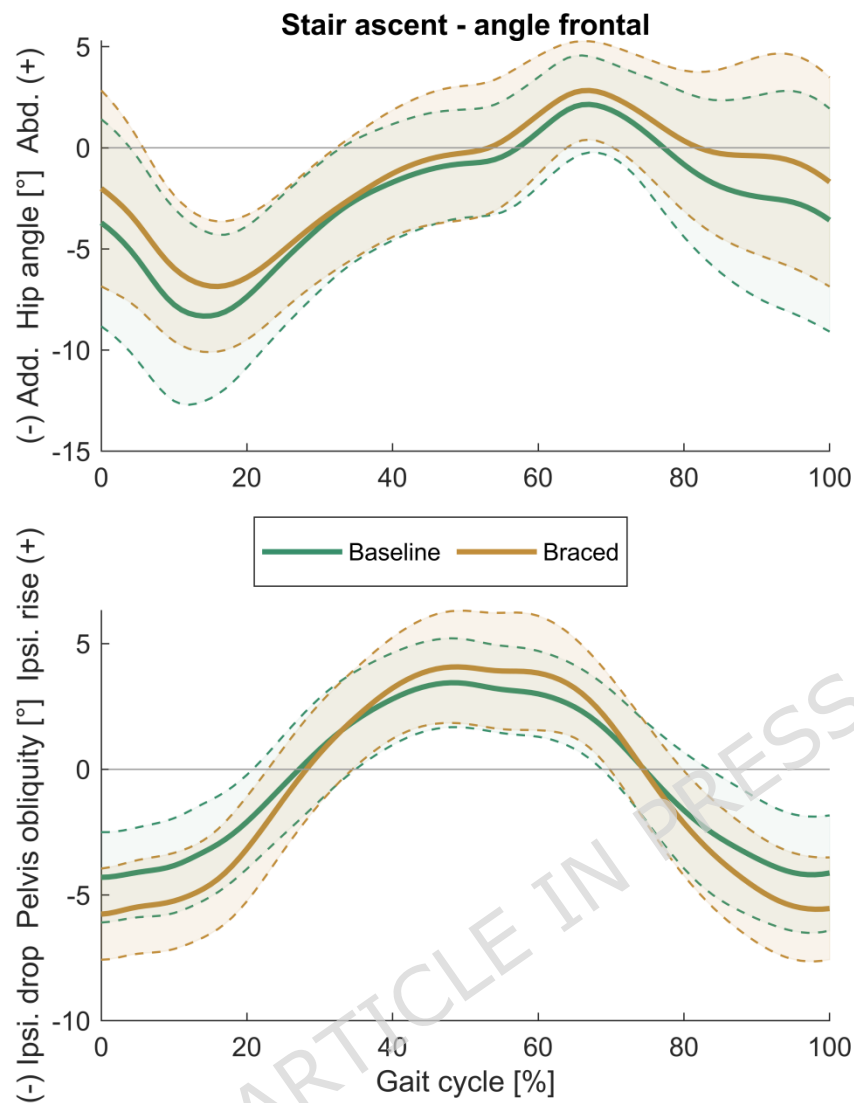 Stair ascent - angle frontal
(-) Add. Hip angle [°] Abd. (+)
5
0
-5
-10
-15
0 20 40 60 80 100
Baseline Braced
(-) Ipsi. drop Pelvis obliquity [°] Ipsi. rise (+)
5
0
-5
-10
0 20 40 60 80 100
Gait cycle [%]
ARTICLE IN PRESS